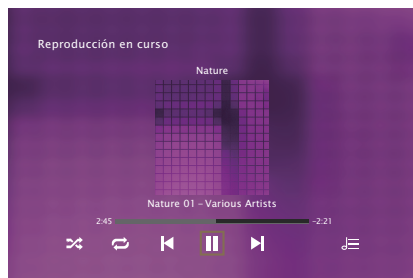 Reproducción en curso
Nature
Nature 01 – Various Artists
2:45
–2:21